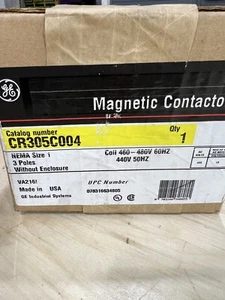 Magnetic Contacto
Catalog number
CR305C004
Qty
1
NEMA Size 1
3 Poles
Without Enclosure
Coil 460-480V 60HZ
440V 50HZ
Made in USA
GE Industrial Systems
UPC Number